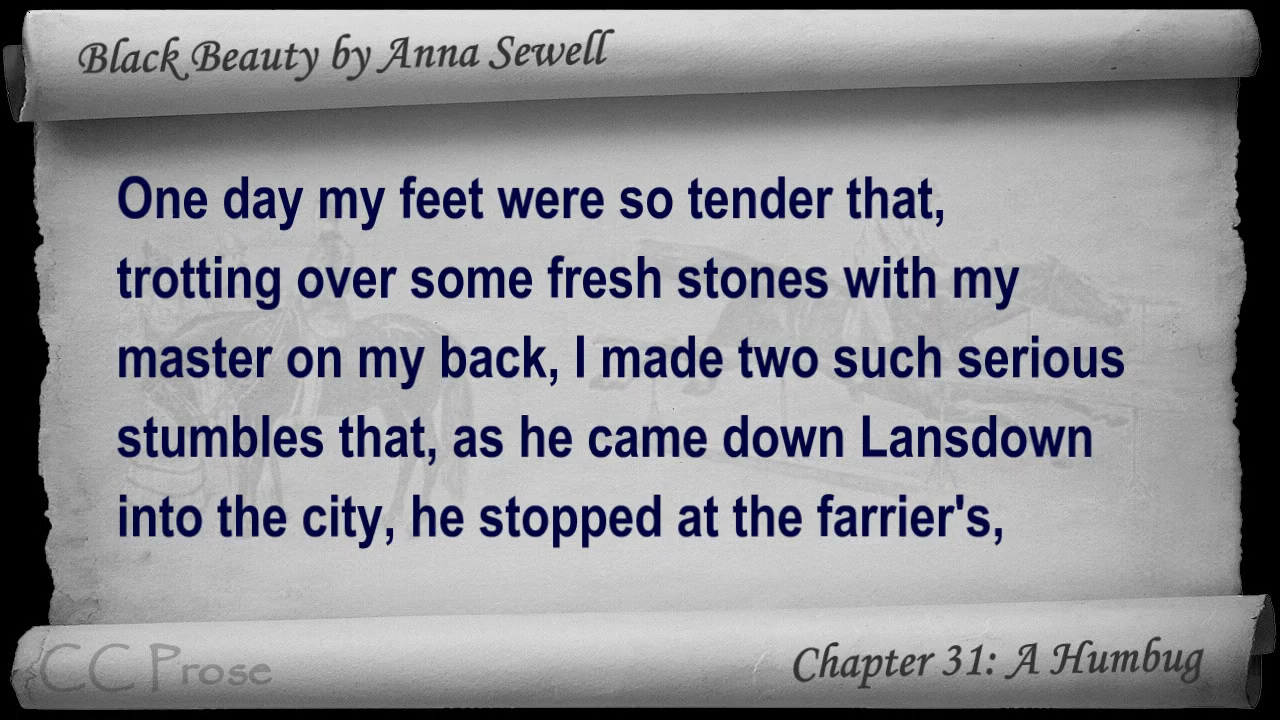 Black Beauty by Anna Sewell
One day my feet were so tender that,
trotting over some fresh stones with my
master on my back, I made two such serious
stumbles that, as he came down Lansdown
into the city, he stopped at the farrier's,
CC Prose
Chapter 31: A Humbug